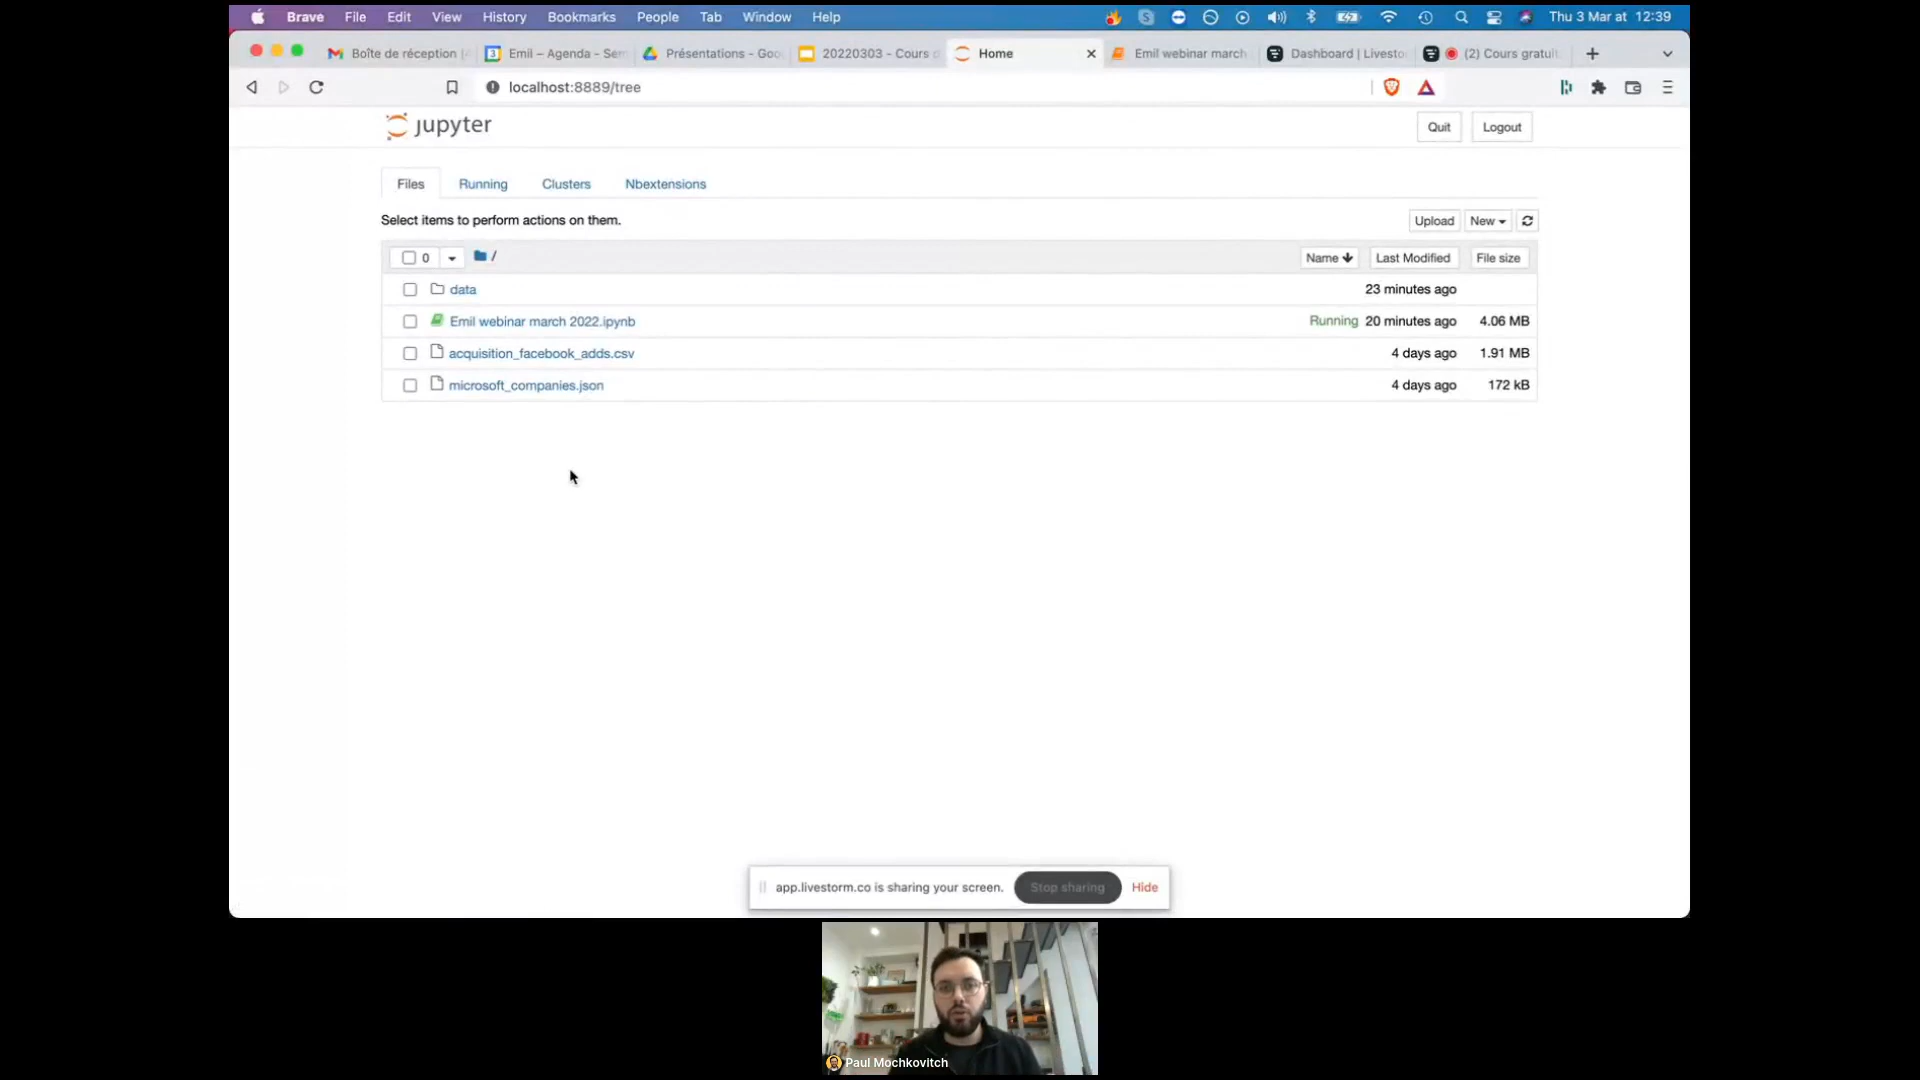 Brave File Edit View History Bookmarks People Tab Window Help Thu 3 Mar at 12:39
Boîte de réception ( Emil – Agenda - Sem Présentations - Goo 20220303 - Cours d Home Emil webinar march Dashboard | Livesto (2) Cours gratuit
localhost:8889/tree
jupyter Quit Logout
Files Running Clusters Nbextensions
Select items to perform actions on them. Upload New
0 / Name Last Modified File size
data 23 minutes ago
Emil webinar march 2022.ipynb Running 20 minutes ago 4.06 MB
acquisition_facebook_adds.csv 4 days ago 1.91 MB
microsoft_companies.json 4 days ago 172 kB
app.livestorm.co is sharing your screen. Stop sharing Hide
Paul Mochkovitch